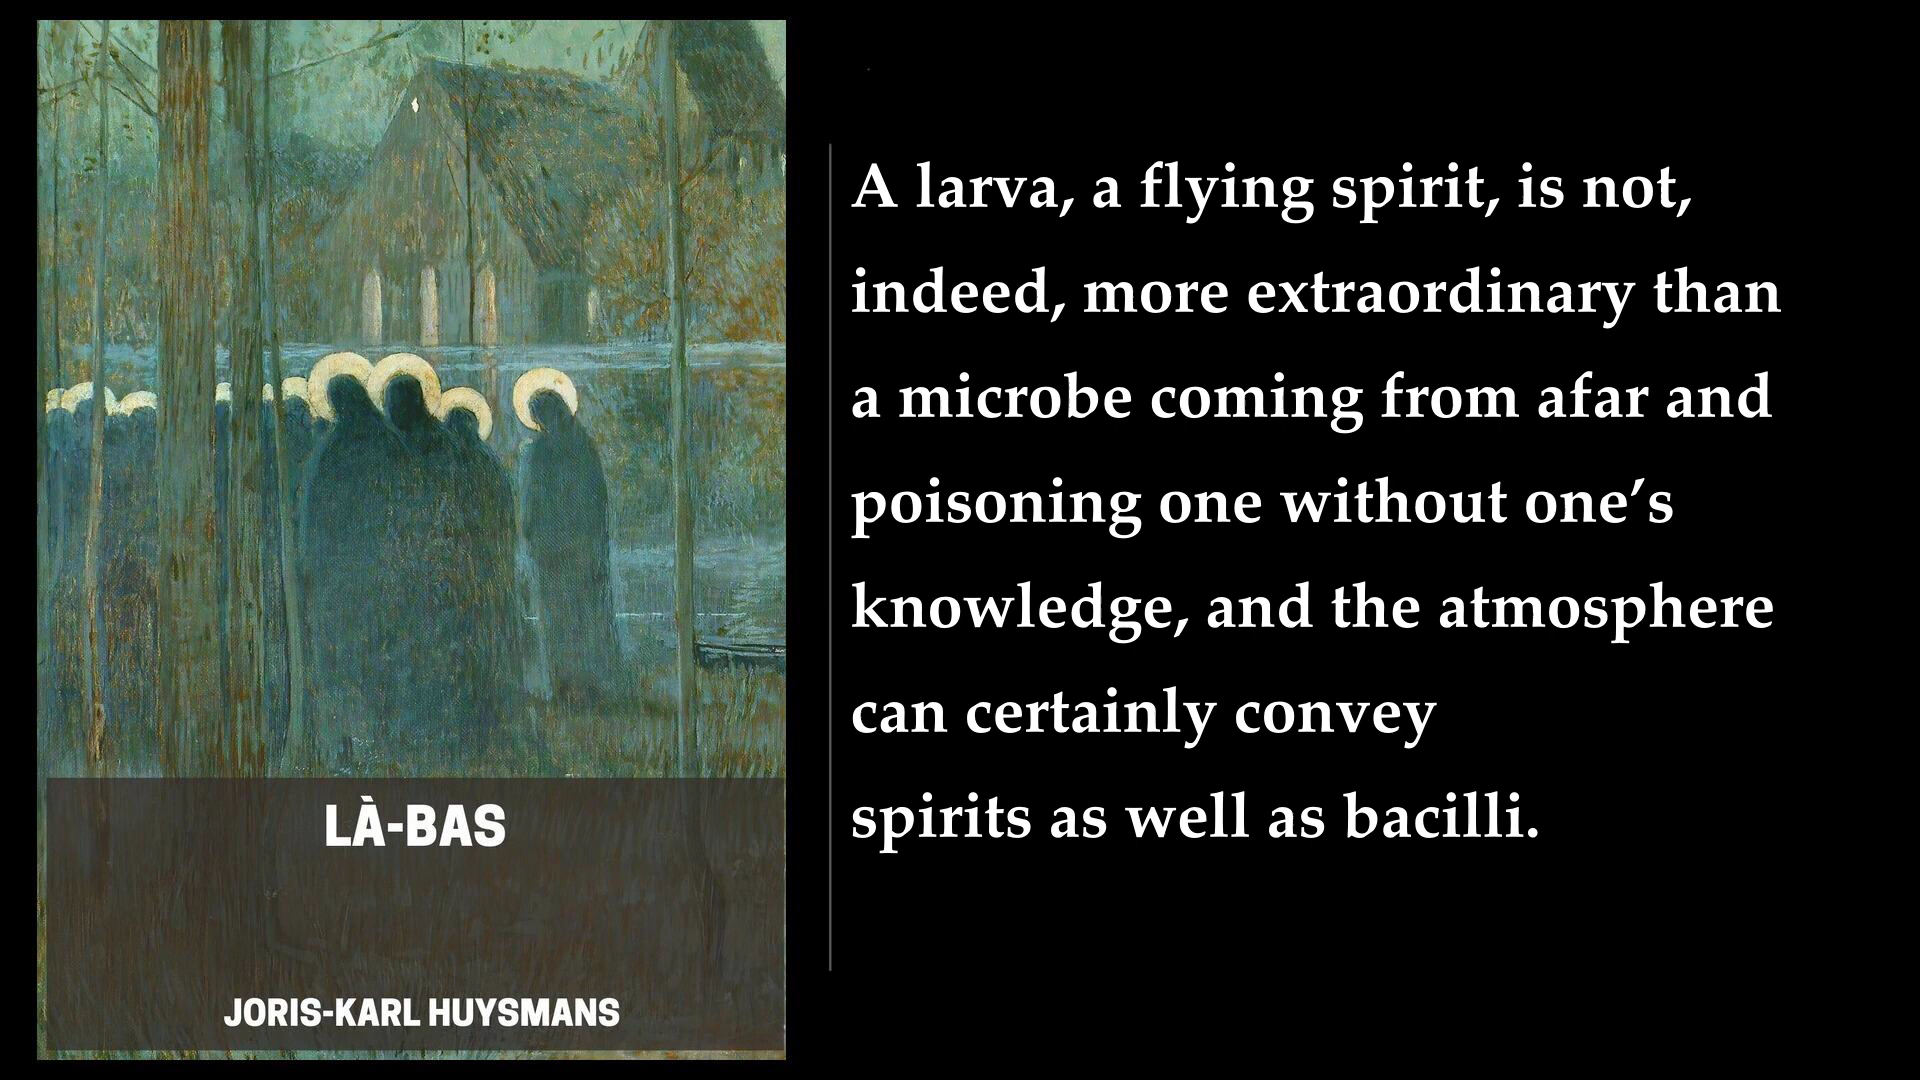 LÀ-BAS
JORIS-KARL HUYSMANS
A larva, a flying spirit, is not,
indeed, more extraordinary than
a microbe coming from afar and
poisoning one without one’s
knowledge, and the atmosphere
can certainly convey
spirits as well as bacilli.